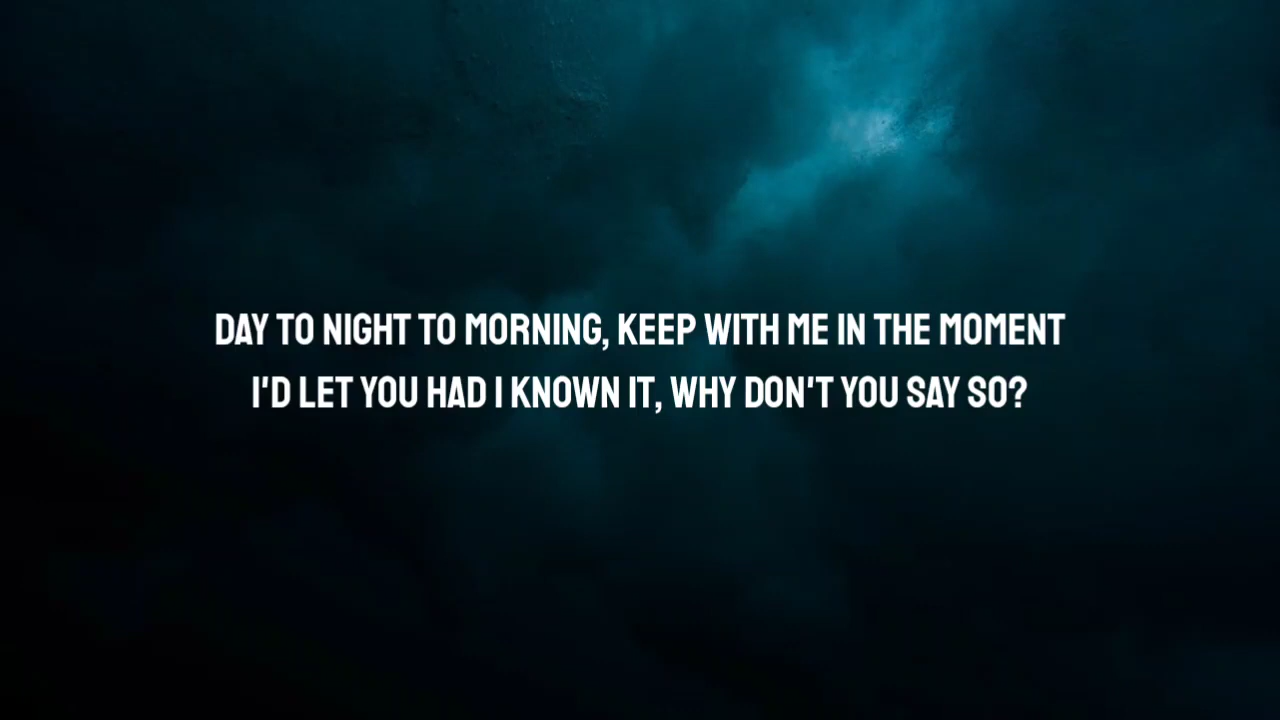 DAY TO NIGHT TO MORNING, KEEP WITH ME IN THE MOMENT
I'D LET YOU HAD I KNOWN IT, WHY DON'T YOU SAY SO?